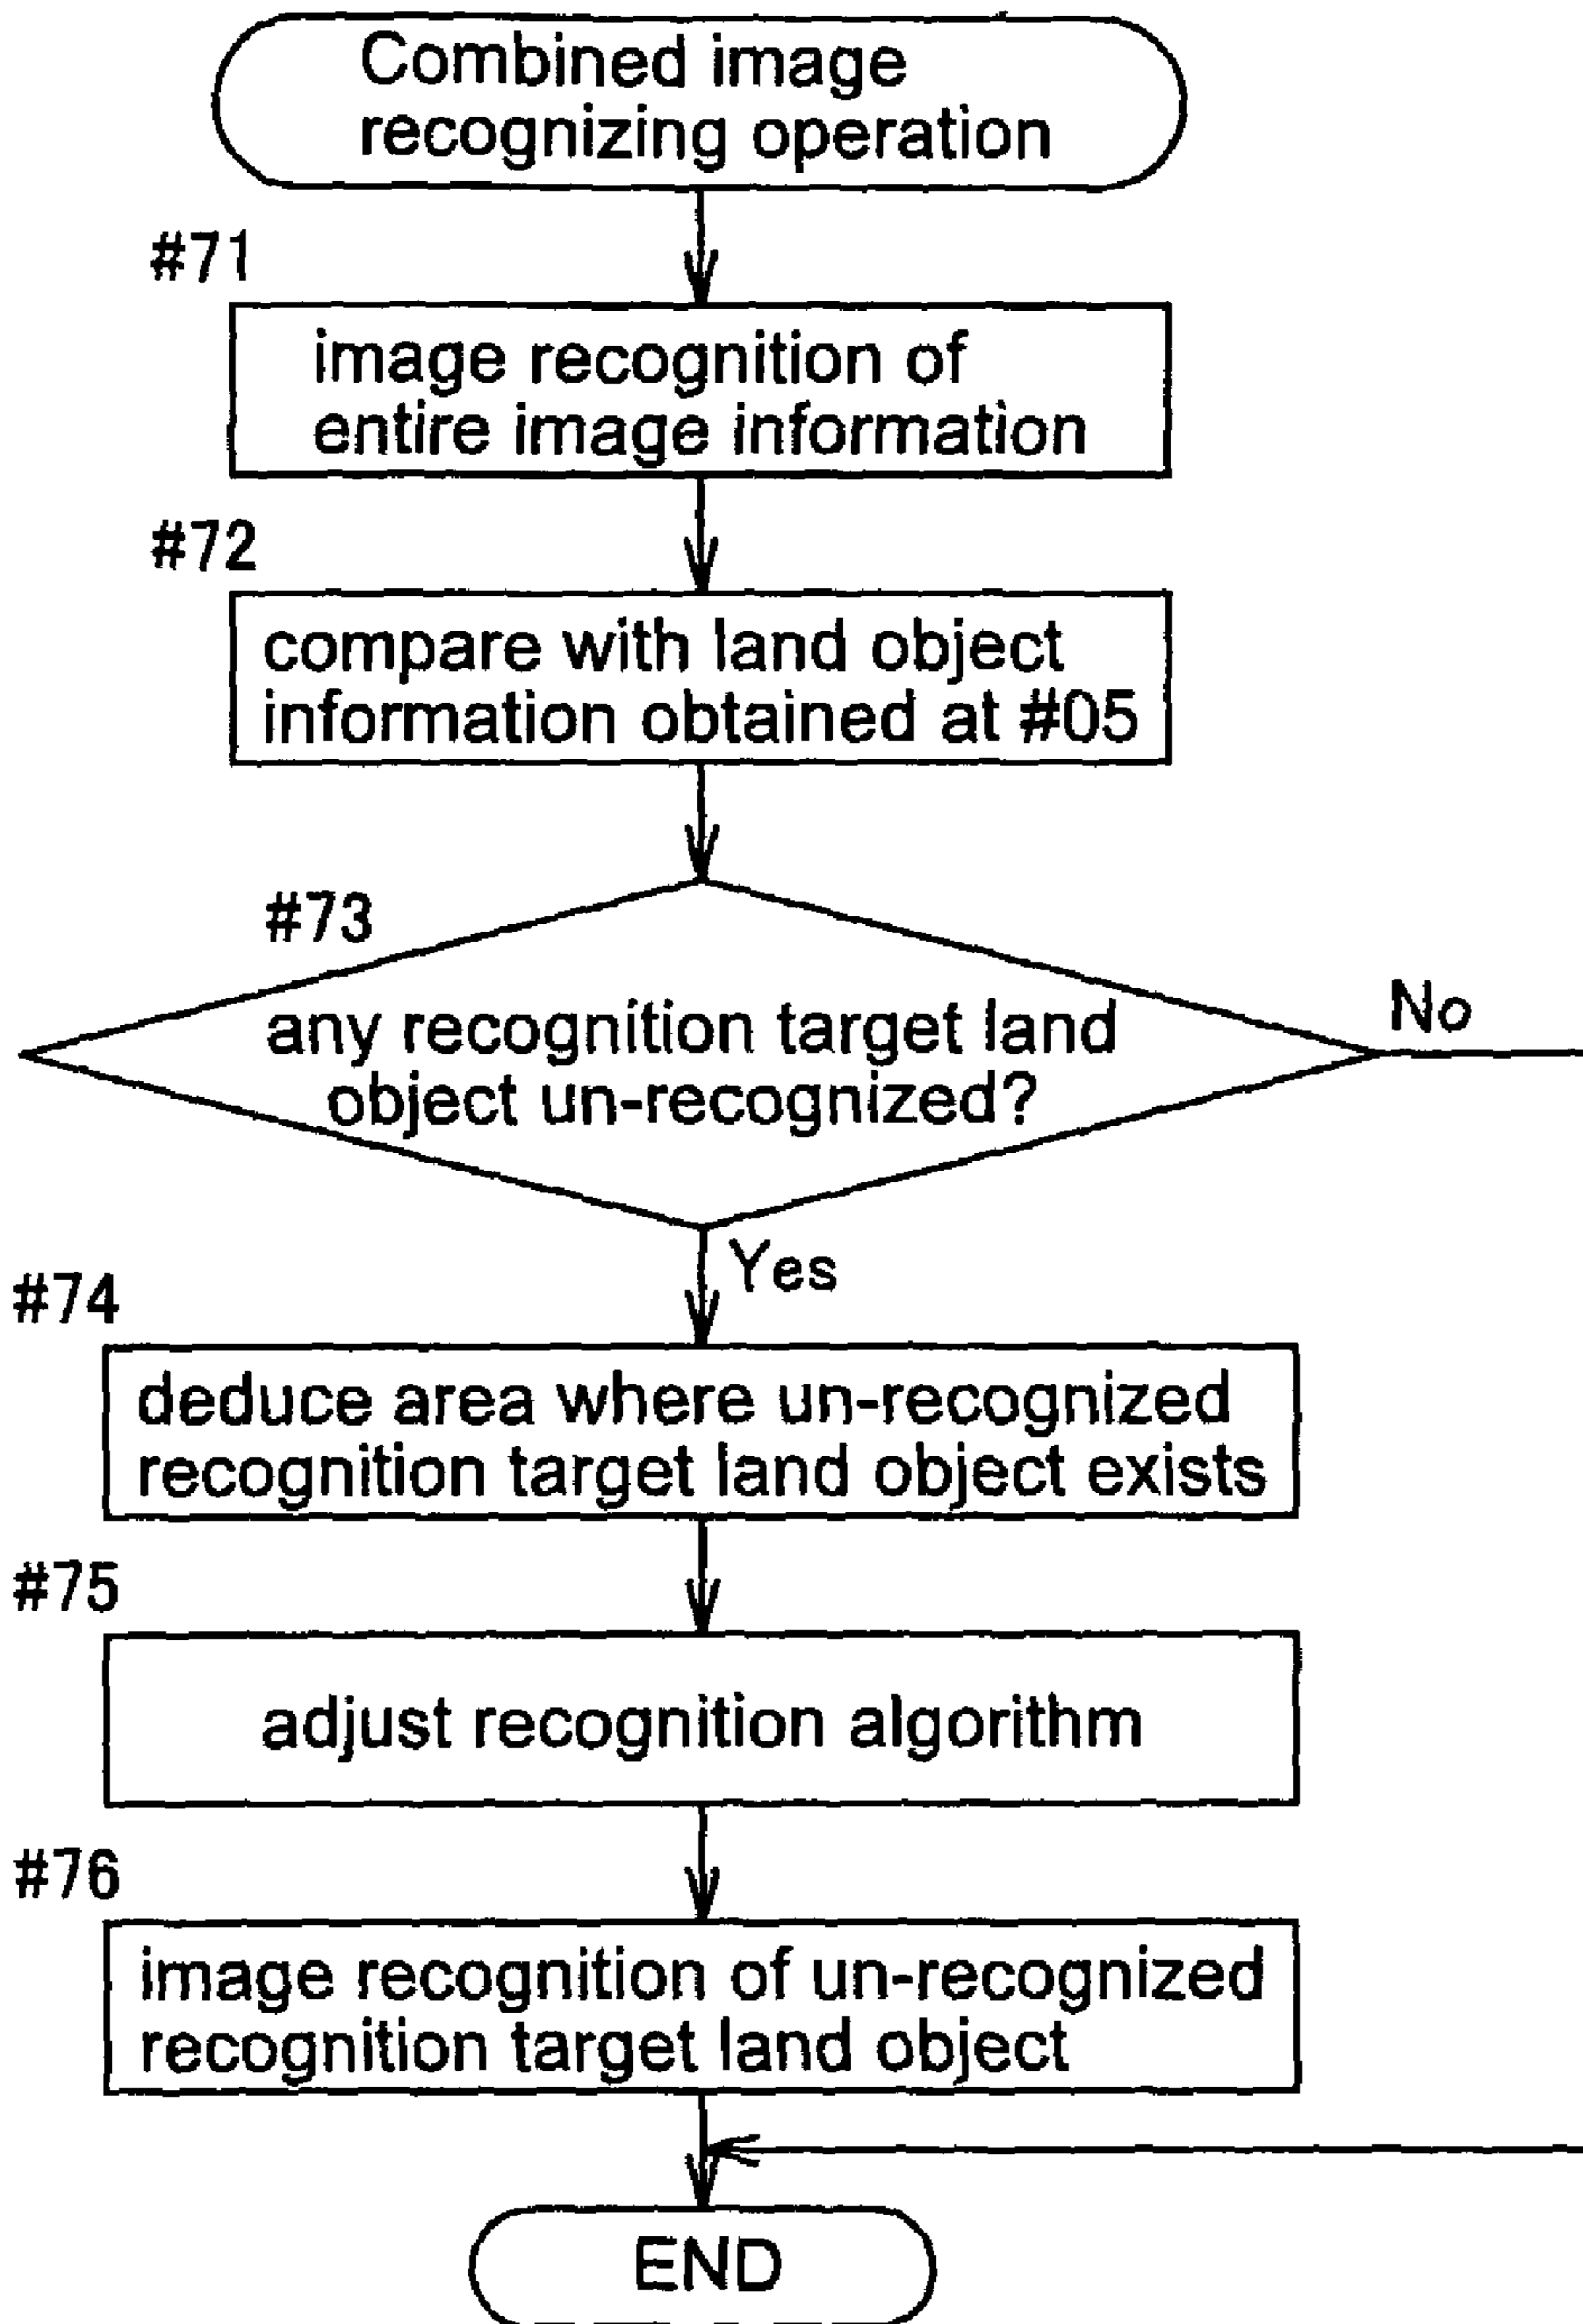 Combined image
recognizing operation
#71
image recognition of
entire image information
#72
compare with land object
information obtained at #05
#73
any recognition target land
object un-recognized?
No
Yes
#74
deduce area where un-recognized
recognition target land object exists
#75
adjust recognition algorithm
#76
image recognition of un-recognized
recognition target land object
END